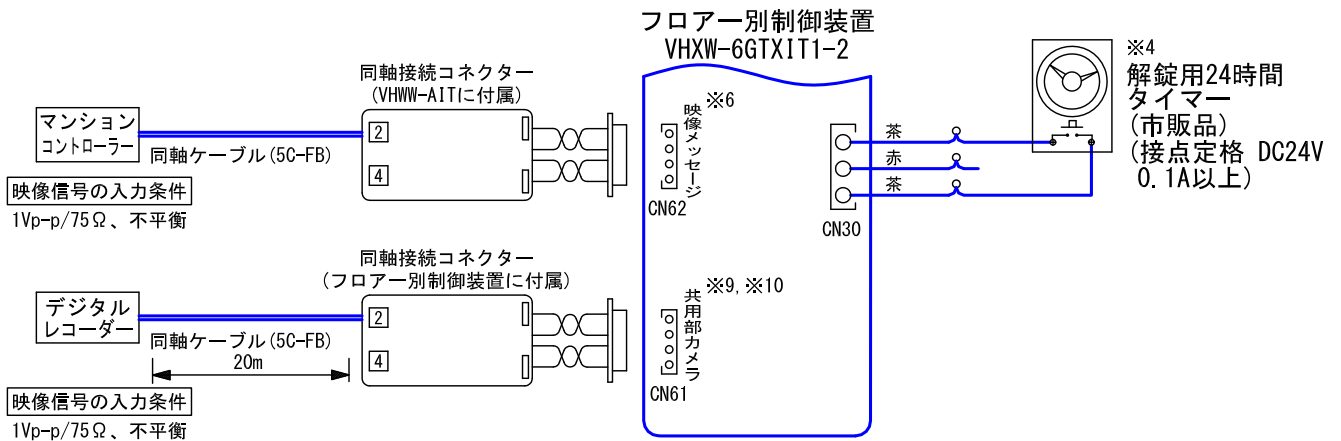 フロアー別制御装置
VHXW-6GTXIT1-2
同軸接続コネクター
(VHWW-AITに付属)
マンション
コントローラー
同軸ケーブル(5C-FB)
2
4
映像信号の入力条件
1Vp-p/75Ω、不平衡
映像メッセージ
※6
CN62
茶
赤
茶
CN30
※4
解錠用24時間
タイマー
(市販品)
(接点定格 DC24V
0.1A以上)
同軸接続コネクター
(フロアー別制御装置に付属)
デジタル
レコーダー
同軸ケーブル(5C-FB)
20m
2
4
映像信号の入力条件
1Vp-p/75Ω、不平衡
共用部カメラ
※9, ※10
CN61